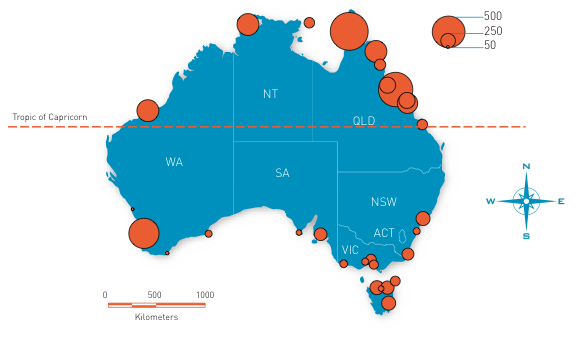 500
250
50
NT
Tropic of Capricorn
QLD
WA
SA
N
W E
S
NSW
ACT
VIC
0 500 1000
Kilometers